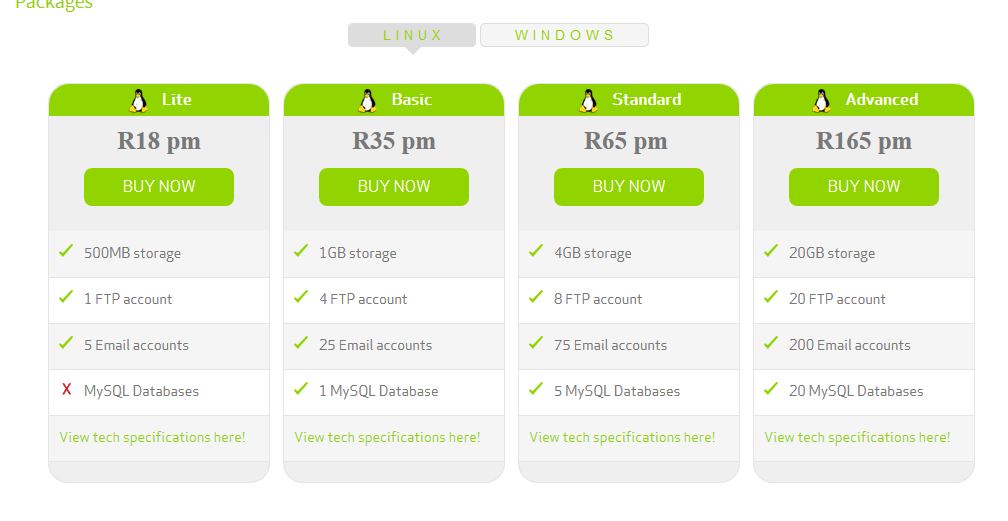 Packages
LINUX WINDOWS
Lite
R18 pm
BUY NOW
500MB storage
1 FTP account
5 Email accounts
X MySQL Databases
View tech specifications here!
Basic
R35 pm
BUY NOW
1GB storage
4 FTP account
25 Email accounts
1 MySQL Database
View tech specifications here!
Standard
R65 pm
BUY NOW
4GB storage
8 FTP account
75 Email accounts
5 MySQL Databases
View tech specifications here!
Advanced
R165 pm
BUY NOW
20GB storage
20 FTP account
200 Email accounts
20 MySQL Databases
View tech specifications here!